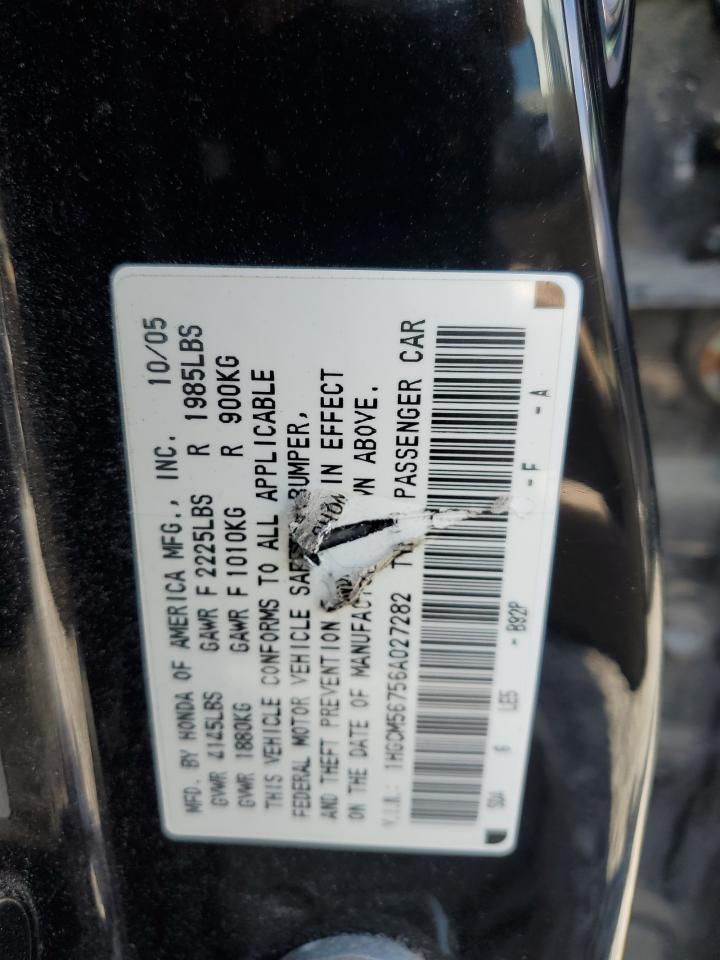 MFD. BY HONDA OF AMERICA MFG., INC. 10/05
GVWR 4145LBS GAWR F 2225LBS R 1985LBS
GVWR 1880KG GAWR F 1010KG R 900KG
THIS VEHICLE CONFORMS TO ALL APPLICABLE
FEDERAL MOTOR VEHICLE SAF BUMPER,
AND THEFT PREVENTION IN EFFECT
ON THE DATE OF MANUFACT WN ABOVE.
V.I.N.: 1HGCM56756A027282 PASSENGER CAR
SDA 6 LE5 - B92P - F - A